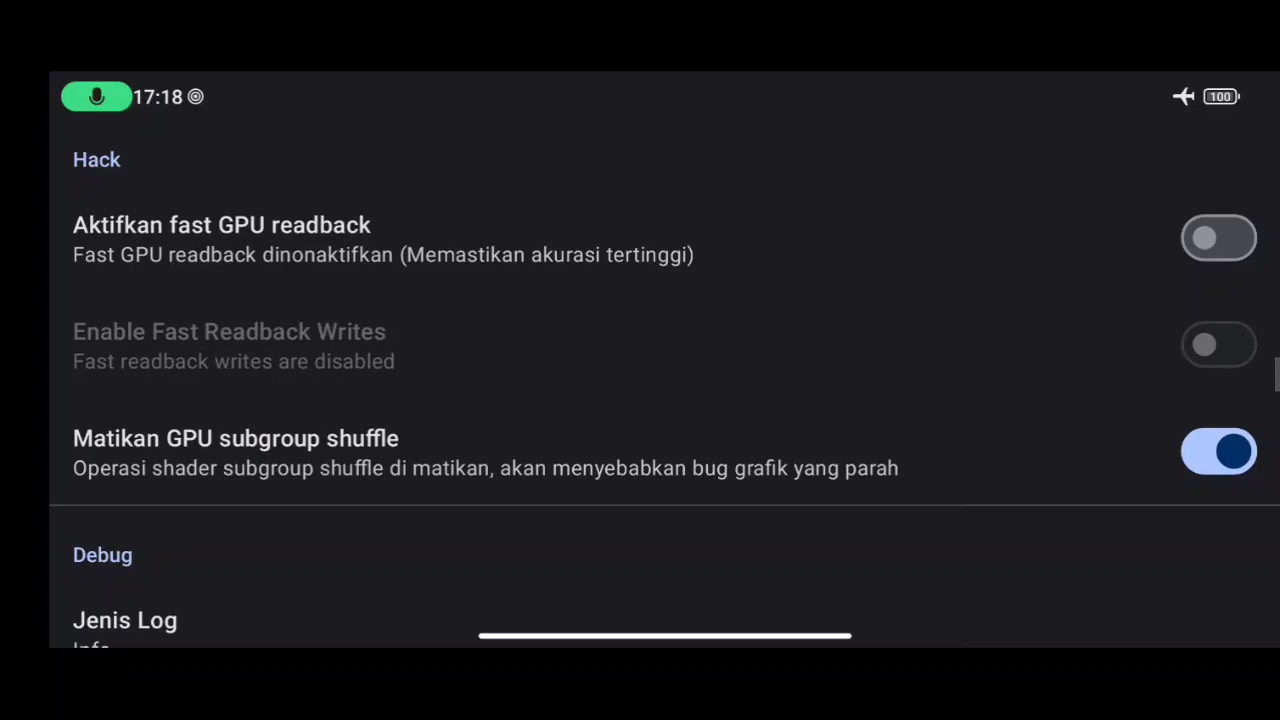 17:18
100
Hack
Aktifkan fast GPU readback
Fast GPU readback dinonaktifkan (Memastikan akurasi tertinggi)
Enable Fast Readback Writes
Fast readback writes are disabled
Matikan GPU subgroup shuffle
Operasi shader subgroup shuffle di matikan, akan menyebabkan bug grafik yang parah
Debug
Jenis Log
Info